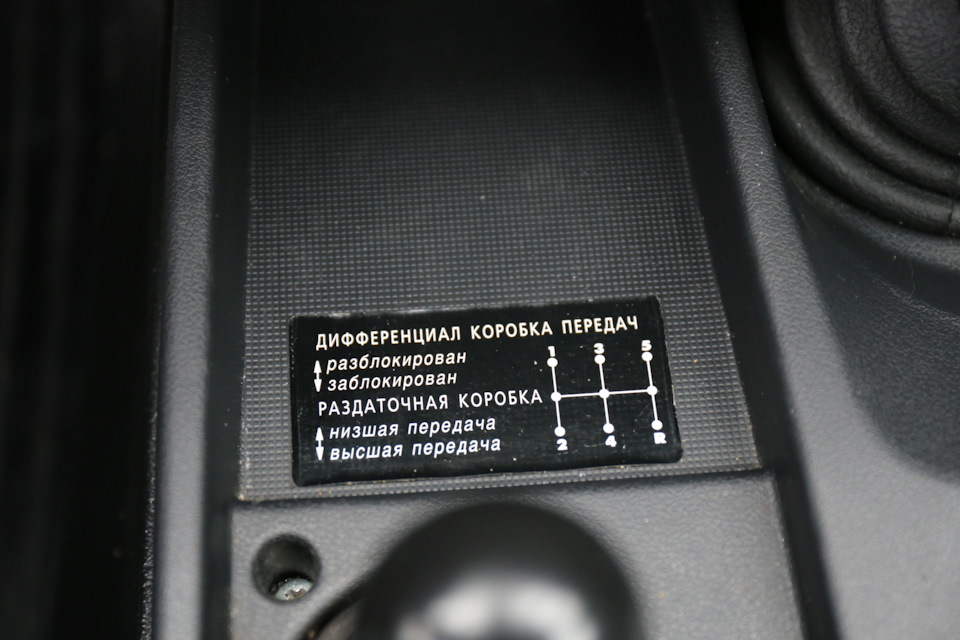 ДИФФЕРЕНЦИАЛ КОРОБКА ПЕРЕДАЧ
разблокирован
заблокирован
1 3 5
РАЗДАТОЧНАЯ КОРОБКА
низшая передача
высшая передача
2 4 R